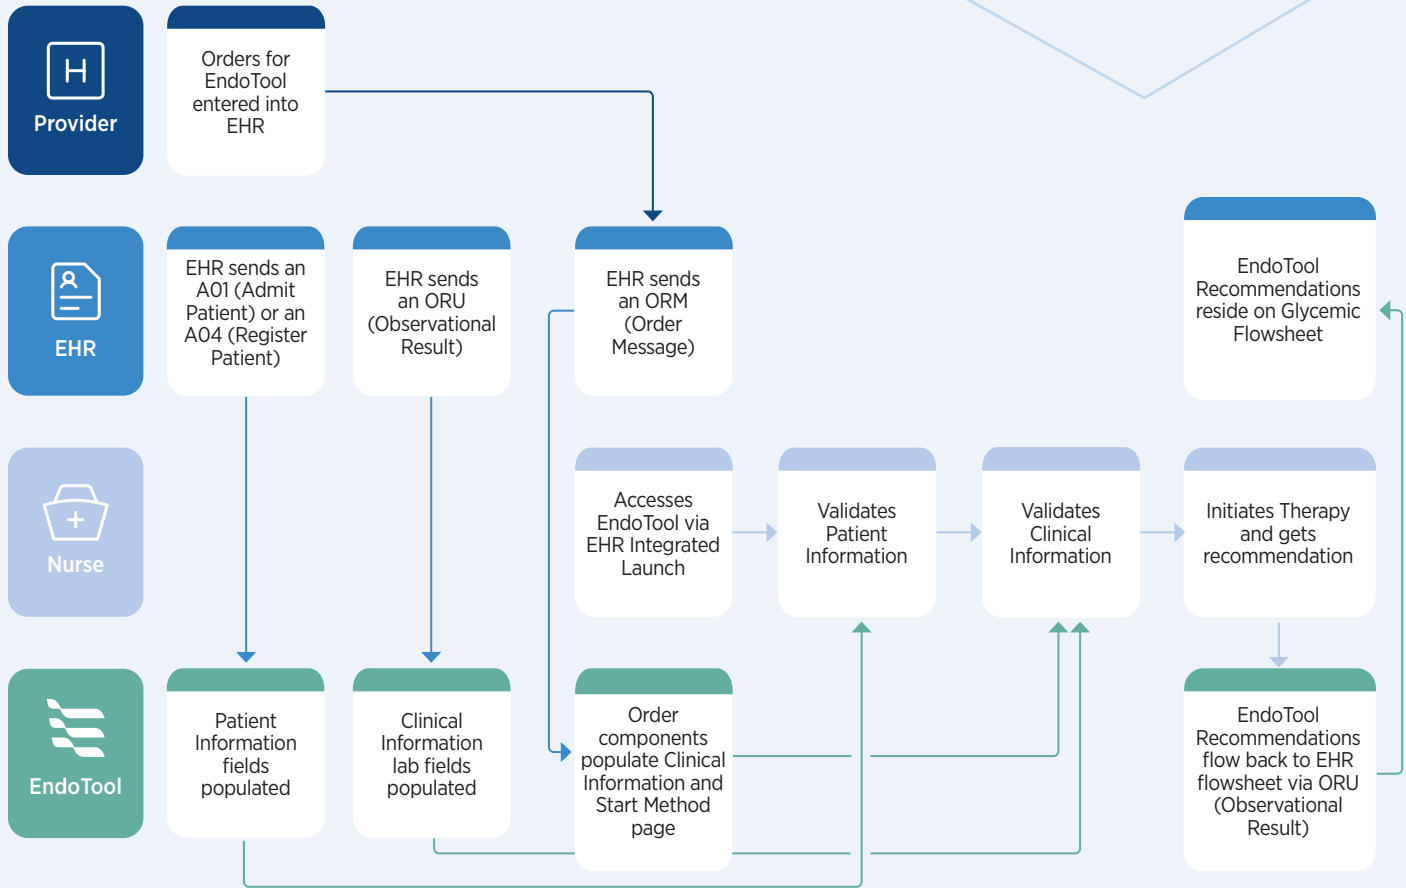 H
Provider
Orders for
EndoTool
entered into
EHR
EHR
EHR sends an
A01 (Admit
Patient) or an
A04 (Register
Patient)
EHR sends
an ORU
(Observational
Result)
EHR sends
an ORM
(Order
Message)
EndoTool
Recommendations
reside on Glycemic
Flowsheet
Nurse
Accesses
EndoTool via
EHR Integrated
Launch
Validates
Patient
Information
Validates
Clinical
Information
Initiates Therapy
and gets
recommendation
EndoTool
Patient
Information
fields
populated
Clinical
Information
lab fields
populated
Order
components
populate Clinical
Information and
Start Method
page
EndoTool
Recommendations
flow back to EHR
flowsheet via ORU
(Observational
Result)